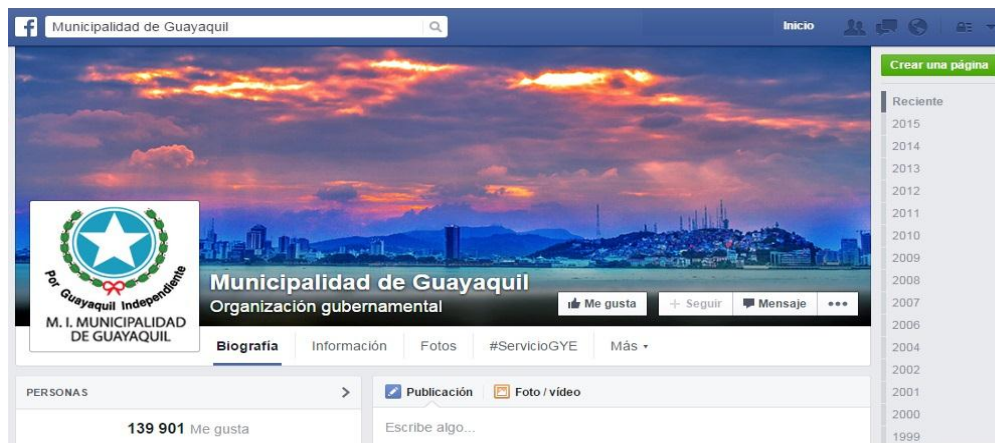 Municipalidad de Guayaquil
Inicio
Crear una página
Reciente
2015
2014
2013
2012
2011
2010
2009
2008
2007
2006
2004
2002
2001
2000
1999
Por Guayaquil Independiente
M. I. MUNICIPALIDAD
DE GUAYAQUIL
Municipalidad de Guayaquil
Organización gubernamental
Me gusta
+ Seguir
Mensaje
Biografía Información Fotos #ServicioGYE Más
PERSONAS
139 901 Me gusta
Publicación
Foto / vídeo
Escribe algo...